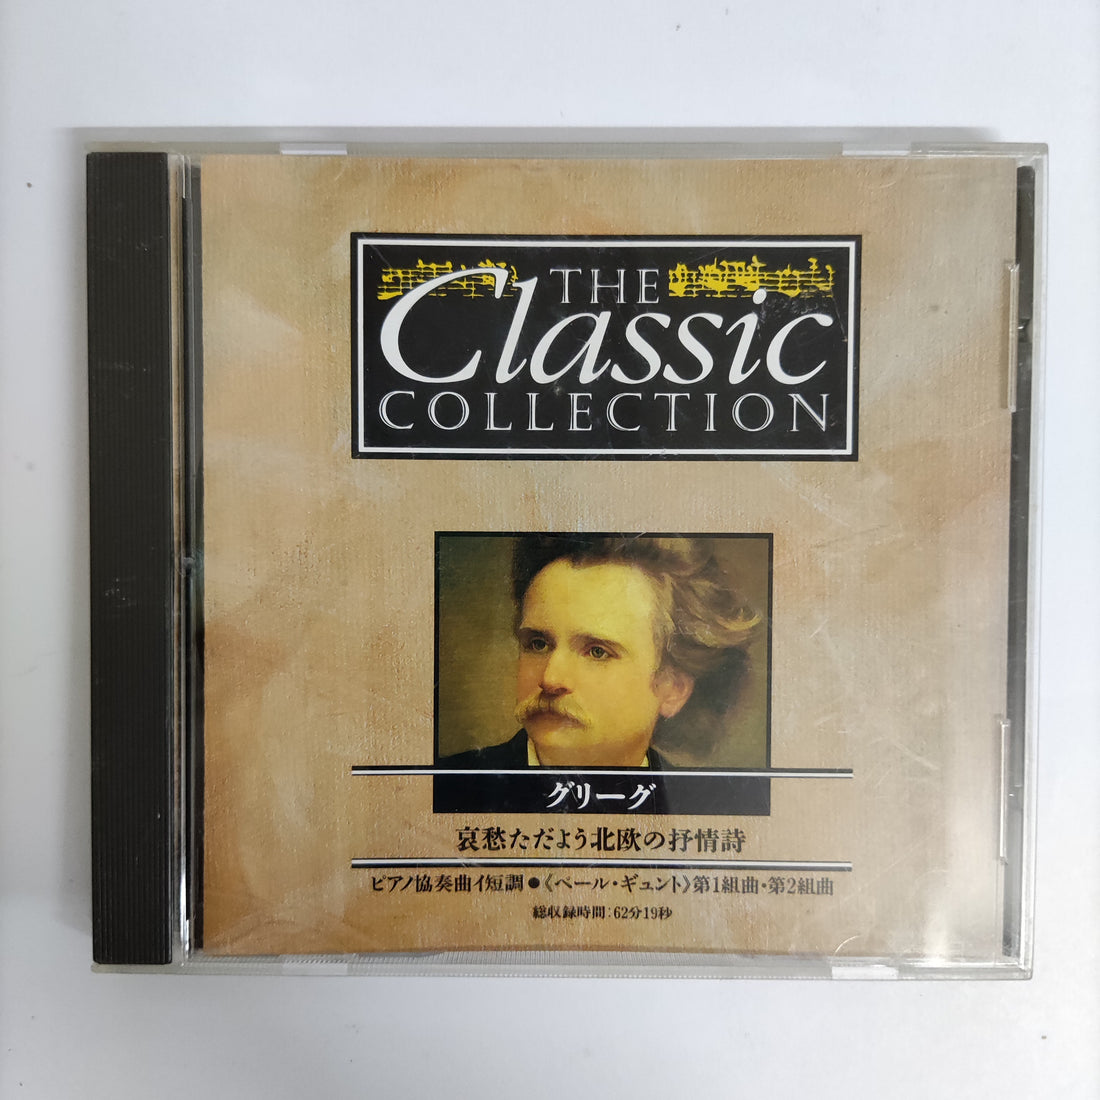 THE
Classic
COLLECTION
グリーグ
哀愁ただよう北欧の抒情詩
ピアノ協奏曲イ短調●《ペール・ギュント》第1組曲・第2組曲
総収録時間:62分19秒